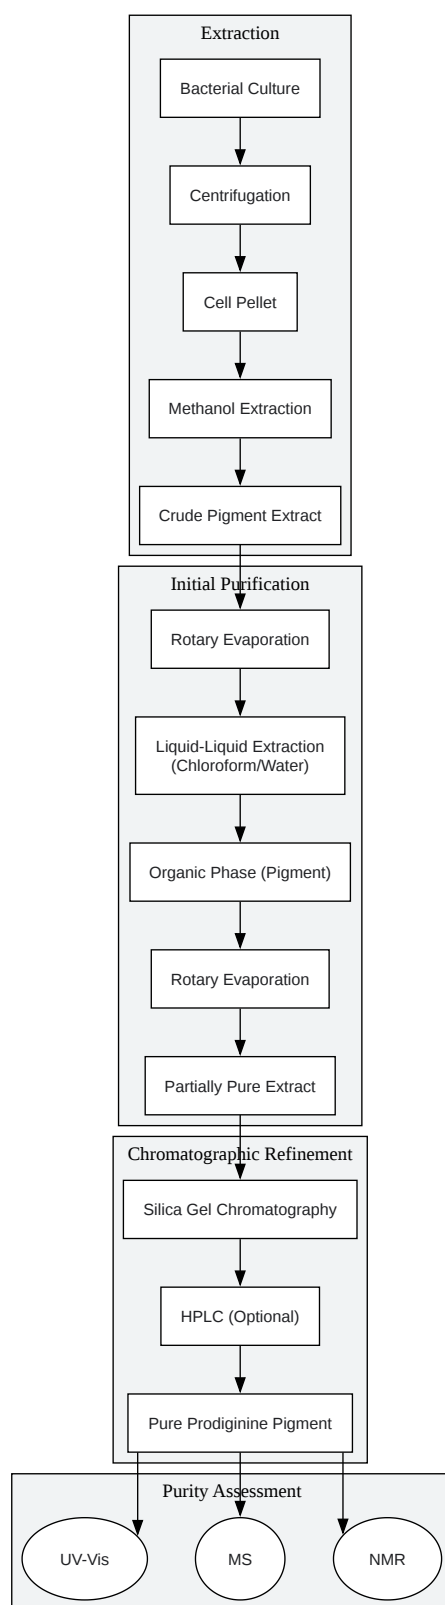 Extraction
Bacterial Culture
Centrifugation
Cell Pellet
Methanol Extraction
Crude Pigment Extract
Initial Purification
Rotary Evaporation
Liquid-Liquid Extraction
(Chloroform/Water)
Organic Phase (Pigment)
Rotary Evaporation
Partially Pure Extract
Chromatographic Refinement
Silica Gel Chromatography
HPLC (Optional)
Pure Prodiginine Pigment
Purity Assessment
UV-Vis
MS
NMR